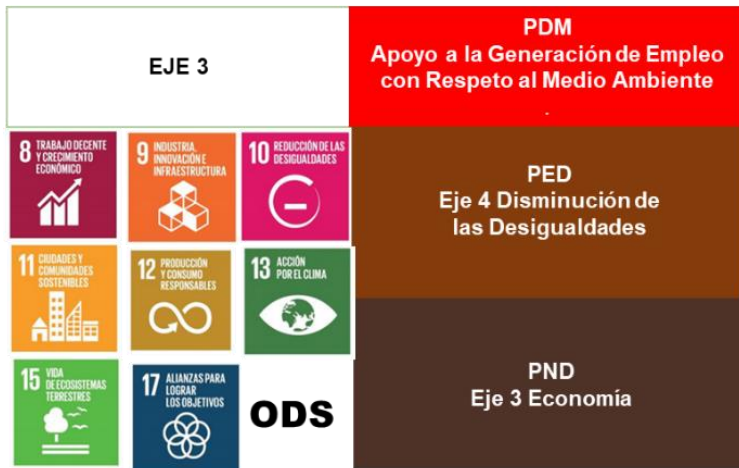 EJE 3
PDM
Apoyo a la Generación de Empleo
con Respeto al Medio Ambiente
.
8 TRABAJO DECENTE
Y CRECIMIENTO
ECONÓMICO
9 INDUSTRIA,
INNOVACIÓN E
INFRAESTRUCTURA
10 REDUCCIÓN DE LAS
DESIGUALDADES
11 CIUDADES Y
COMUNIDADES
SOSTENIBLES
12 PRODUCCIÓN
Y CONSUMO
RESPONSABLES
13 ACCIÓN
POR EL CLIMA
15 VIDA
DE ECOSISTEMAS
TERRESTRES
17 ALIANZAS PARA
LOGRAR
LOS OBJETIVOS
ODS
PED
Eje 4 Disminución de
las Desigualdades
PND
Eje 3 Economía